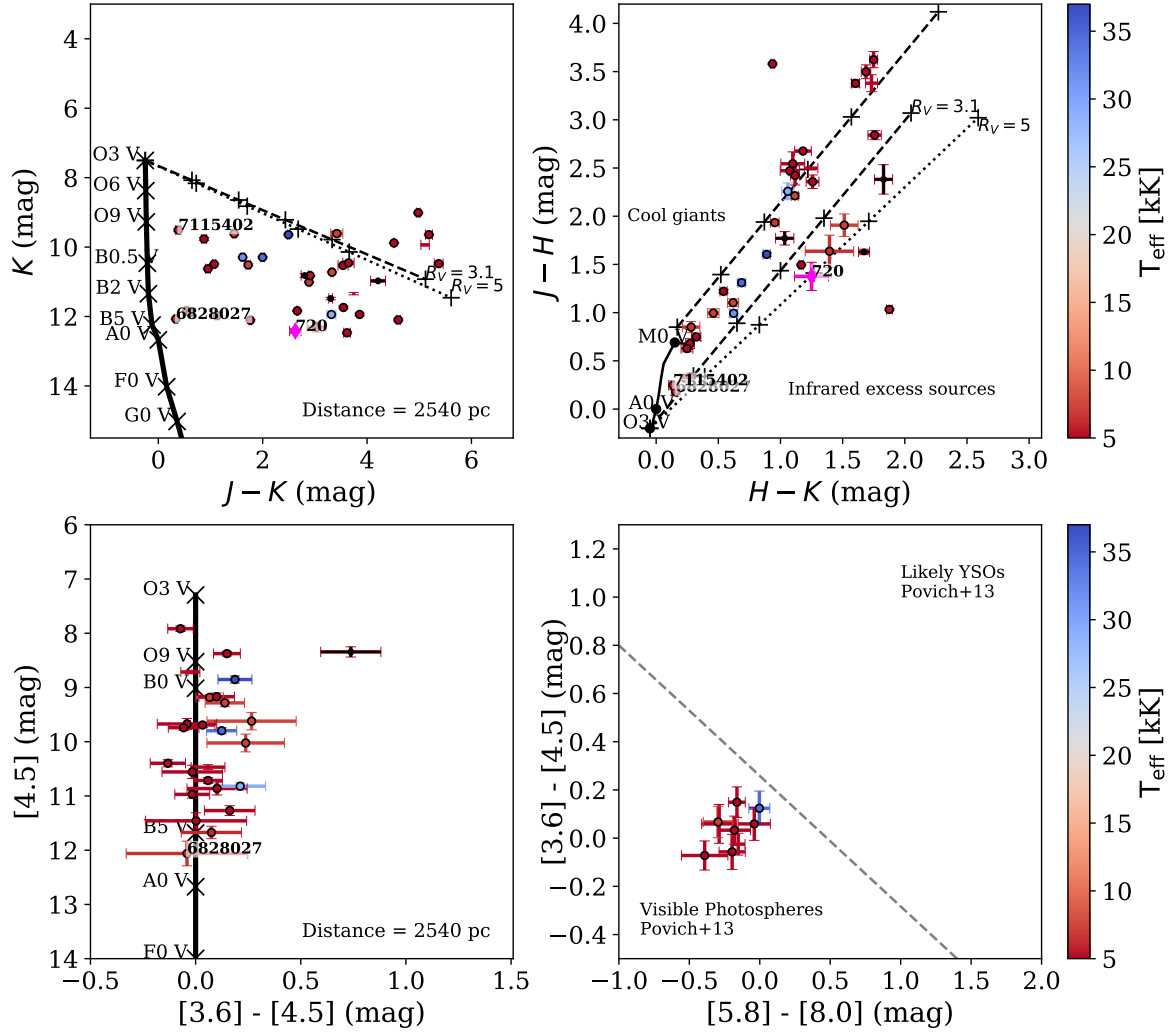 4
6
8
10
12
14
K (mag)
O3 V
O6 V
O9 V
B0.5 V
B2 V
B5 V
A0 V
F0 V
G0 V
7115402
6828027
720
R_V = 3.1
R_V = 5
Distance = 2540 pc
0
2
4
6
J − K (mag)
4.0
3.5
3.0
2.5
2.0
1.5
1.0
0.5
0.0
J − H (mag)
R_V = 3.1
R_V = 5
Cool giants
720
M0 V
7115402
6828027
A0 V
O3 V
Infrared excess sources
0.0
0.5
1.0
1.5
2.0
2.5
3.0
H − K (mag)
35
30
25
20
15
10
5
T_eff [kK]
6
7
8
9
10
11
12
13
14
[4.5] (mag)
O3 V
O9 V
B0 V
B5 V
6828027
A0 V
F0 V
Distance = 2540 pc
−0.5
0.0
0.5
1.0
1.5
[3.6] - [4.5] (mag)
1.2
1.0
0.8
0.6
0.4
0.2
0.0
−0.2
−0.4
[3.6] - [4.5] (mag)
Likely YSOs
Povich+13
Visible Photospheres
Povich+13
−1.0
−0.5
0.0
0.5
1.0
1.5
2.0
[5.8] - [8.0] (mag)
35
30
25
20
15
10
5
T_eff [kK]